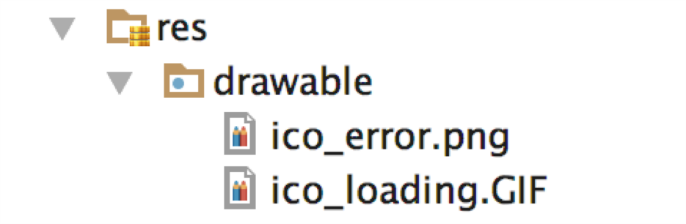 res
drawable
ico_error.png
ico_loading.GIF